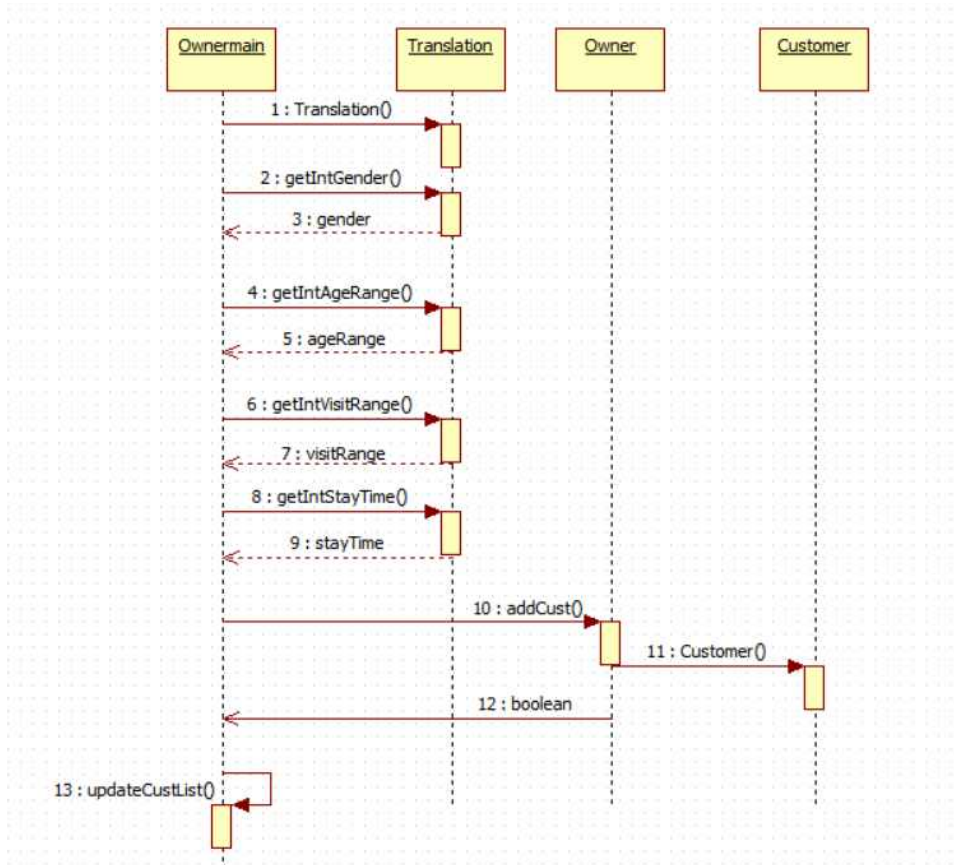 Ownermain
Translation
Owner
Customer
1 : Translation()
2 : getIntGender()
3 : gender
4 : getIntAgeRange()
5 : ageRange
6 : getIntVisitRange()
7 : visitRange
8 : getIntStayTime()
9 : stayTime
10 : addCust()
11 : Customer()
12 : boolean
13 : updateCustList()